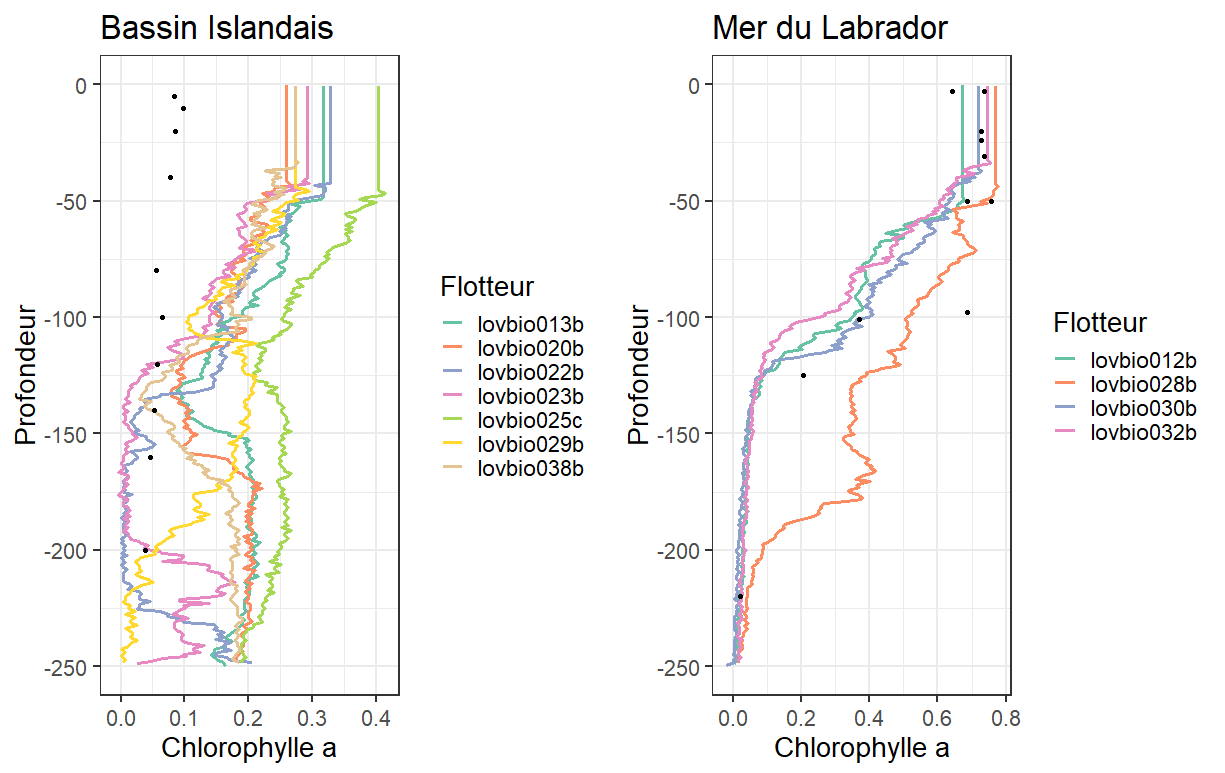 Bassin Islandais
Profondeur
0
-50
-100
-150
-200
-250
0.0 0.1 0.2 0.3 0.4
Chlorophylle a
Flotteur
lovbio013b
lovbio020b
lovbio022b
lovbio023b
lovbio025c
lovbio029b
lovbio038b
Mer du Labrador
Profondeur
0
-50
-100
-150
-200
-250
0.0 0.2 0.4 0.6 0.8
Chlorophylle a
Flotteur
lovbio012b
lovbio028b
lovbio030b
lovbio032b